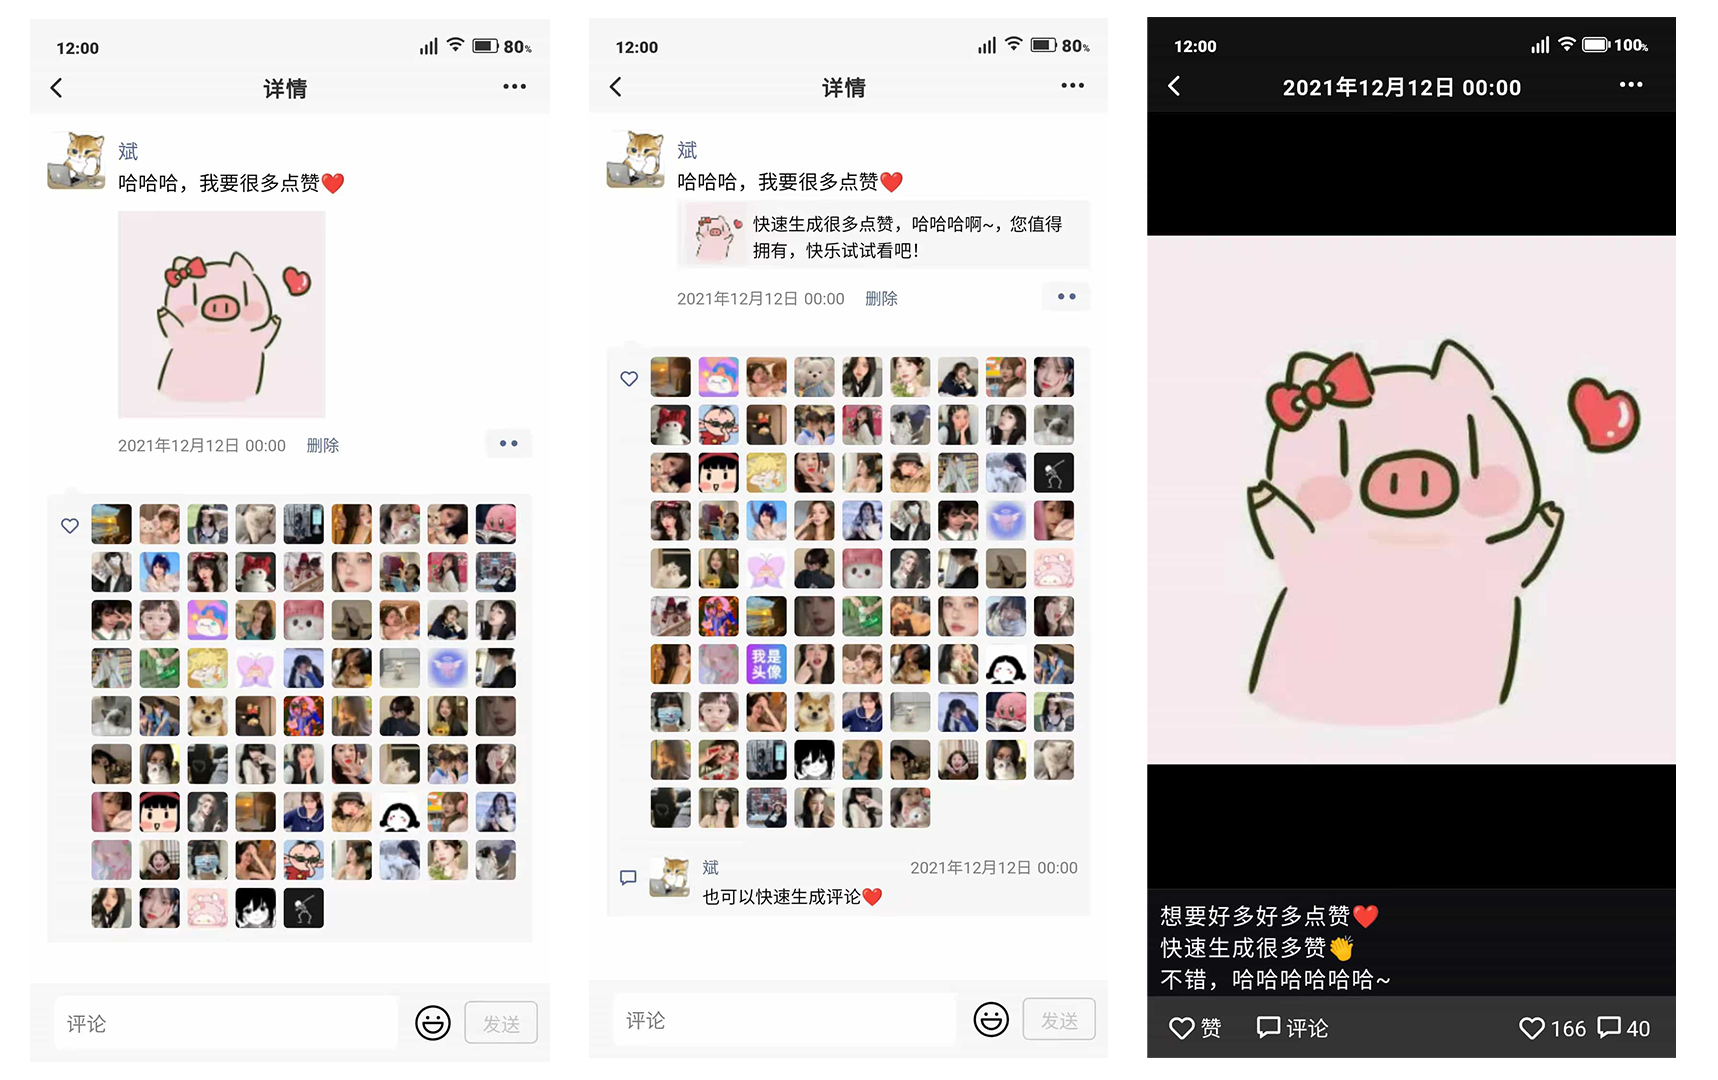 12:00
80%
详情
斌
哈哈哈，我要很多点赞❤️
2021年12月12日 00:00 删除
评论
发送
12:00
80%
详情
斌
哈哈哈，我要很多点赞❤️
快速生成很多点赞，哈哈哈啊~，您值得
拥有，快乐试试看吧！
2021年12月12日 00:00 删除
我是
头像
斌
2021年12月12日 00:00
也可以快速生成评论❤️
评论
发送
12:00
100%
2021年12月12日 00:00
想要好多好多点赞❤️
快速生成很多赞👏
不错，哈哈哈哈哈哈~
赞 评论 166 40